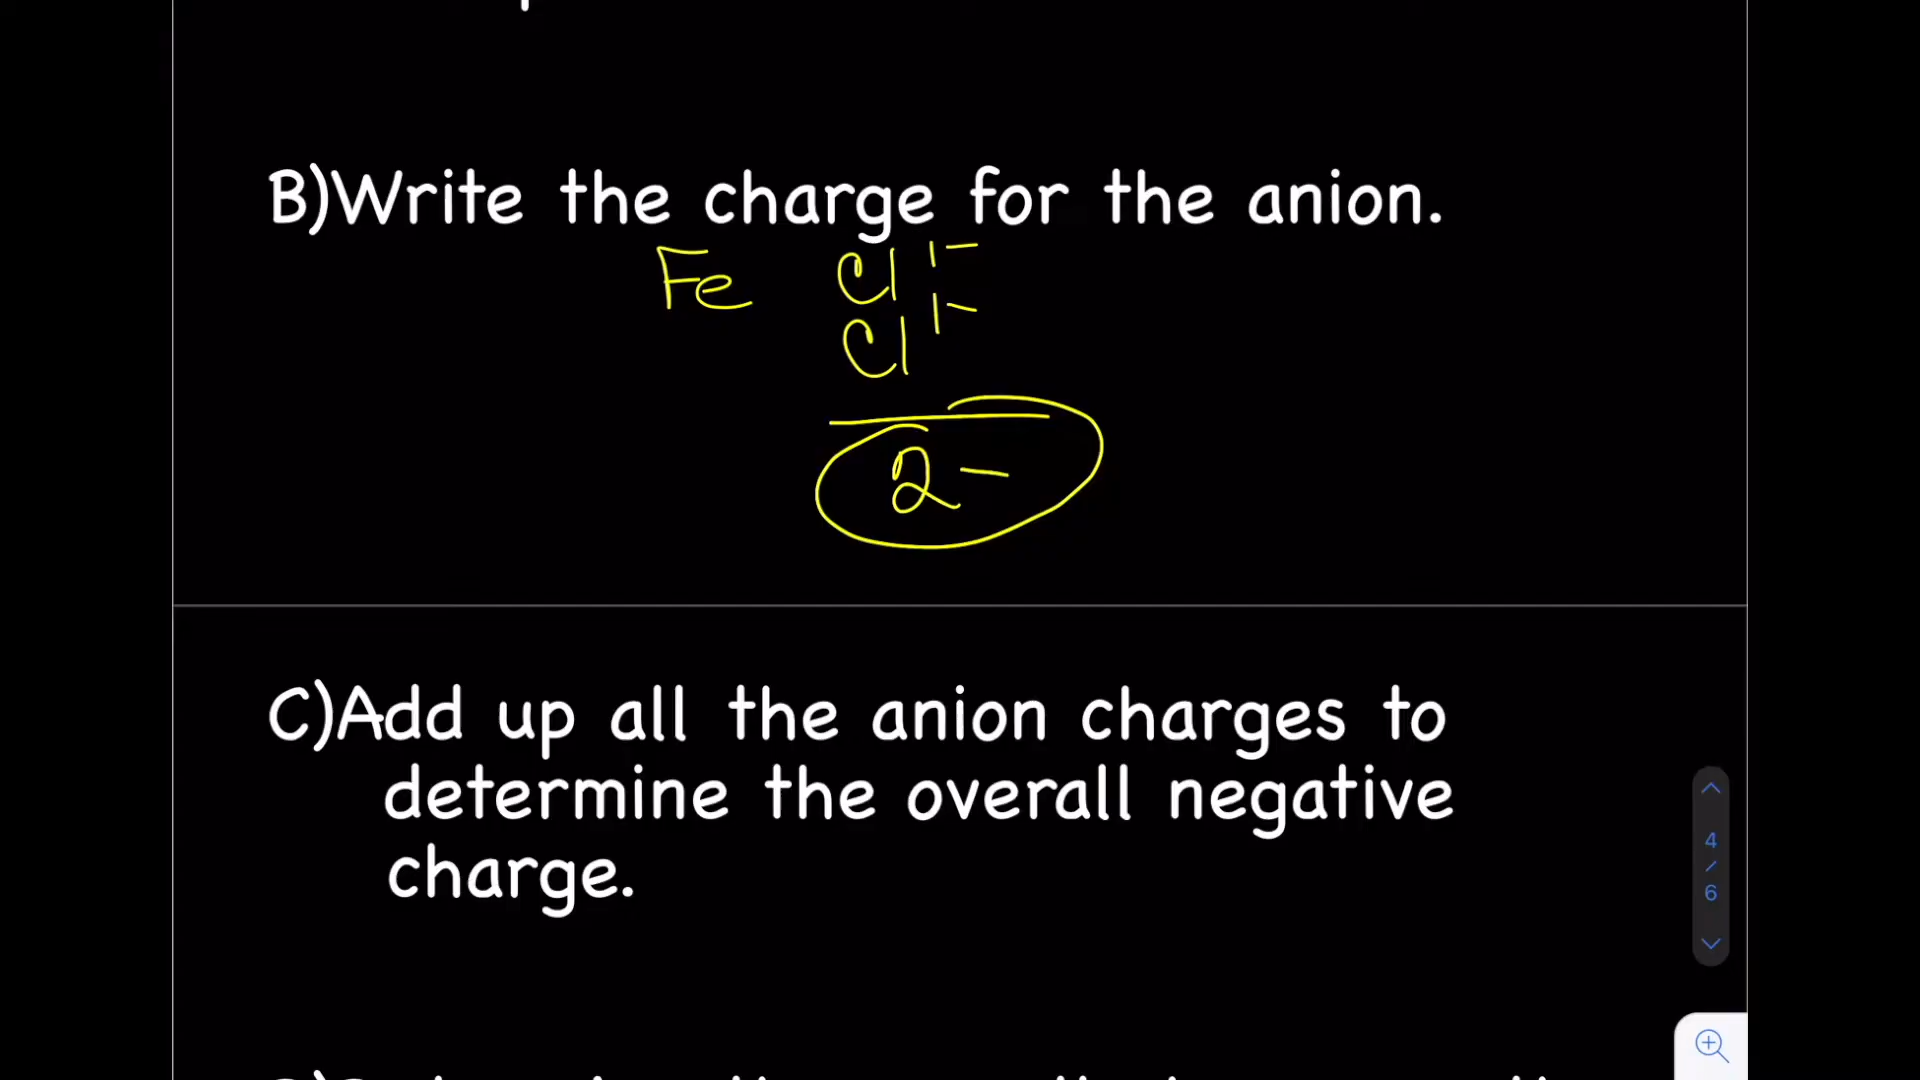 B)Write the charge for the anion.
Fe Cl 1-
Cl 1-
2-
C)Add up all the anion charges to
determine the overall negative
charge.
4
/
6